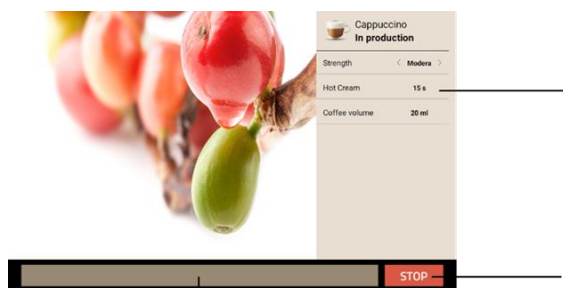 Cappuccino
In production
Strength < Modera >
Hot Cream 15 s
Coffee volume 20 ml
STOP